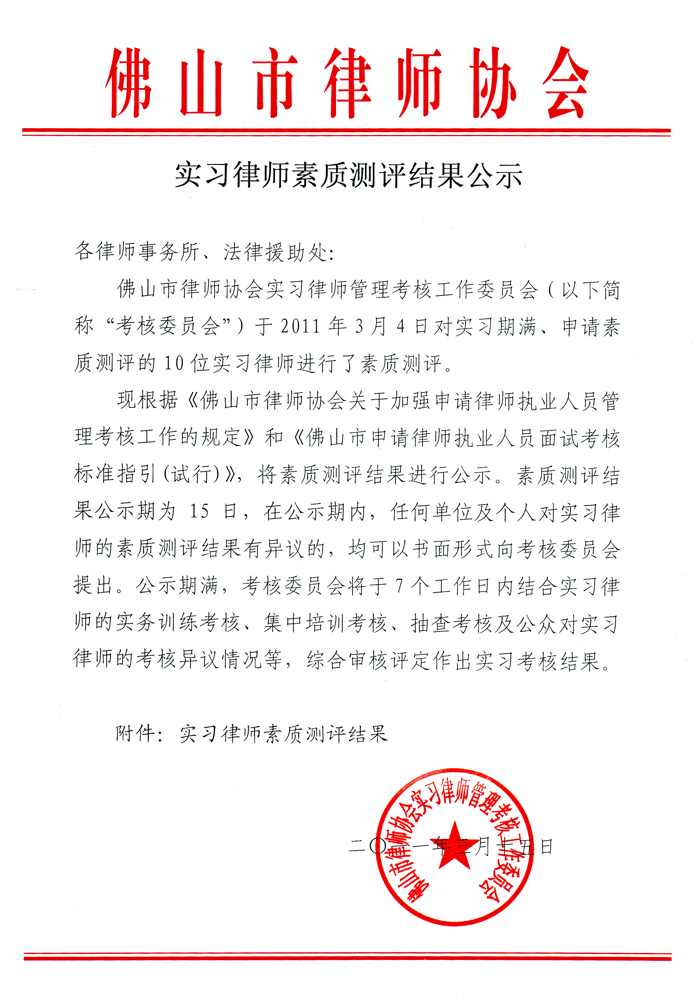 佛山市律师协会
实习律师素质测评结果公示
各律师事务所、法律援助处：
佛山市律师协会实习律师管理考核工作委员会（以下简
称“考核委员会”）于 2011 年 3 月 4 日对实习期满、申请素
质测评的 10 位实习律师进行了素质测评。
现根据《佛山市律师协会关于加强申请律师执业人员管
理考核工作的规定》和《佛山市申请律师执业人员面试考核
标准指引(试行)》，将素质测评结果进行公示。素质测评结
果公示期为 15 日，在公示期内，任何单位及个人对实习律
师的素质测评结果有异议的，均可以书面形式向考核委员会
提出。公示期满，考核委员会将于 7 个工作日内结合实习律
师的实务训练考核、集中培训考核、抽查考核及公众对实习
律师的考核异议情况等，综合审核评定作出实习考核结果。
附件：实习律师素质测评结果
佛山市律师协会实习律师管理考核工作委员会
二〇一一年三月十五日